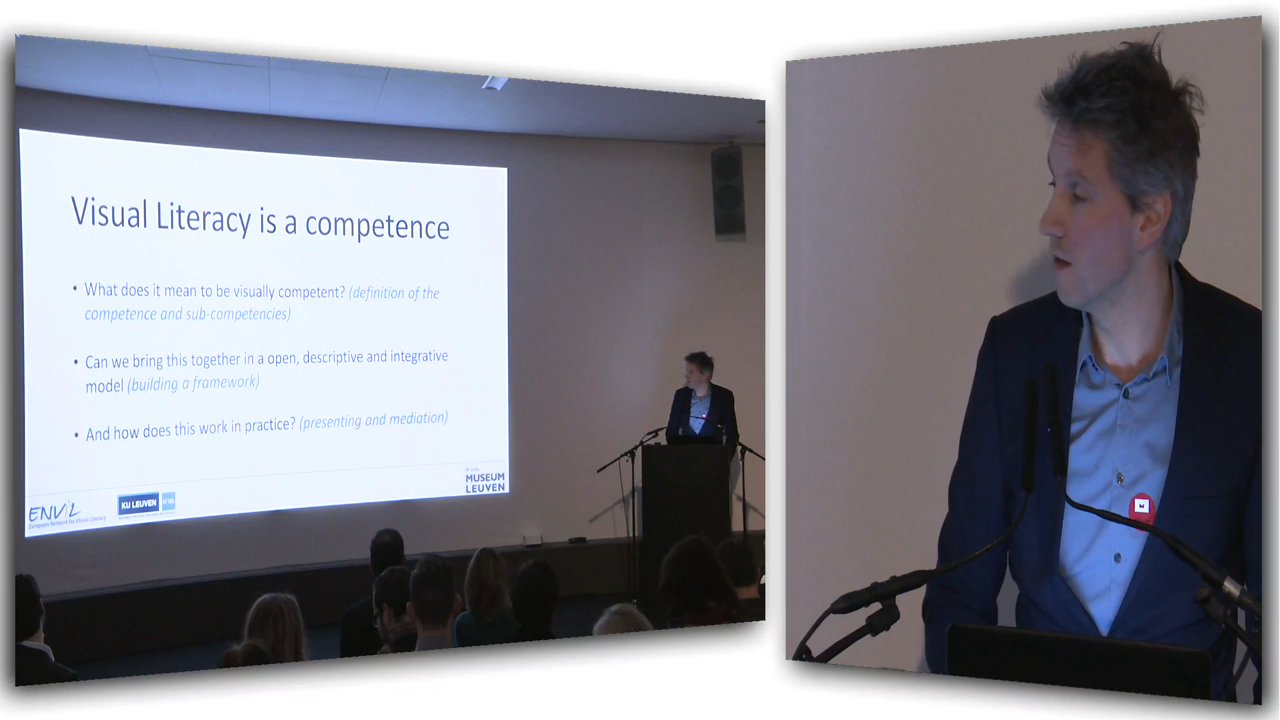 Visual Literacy is a competence
• What does it mean to be visually competent? (definition of the
competence and sub-competencies)
• Can we bring this together in a open, descriptive and integrative
model (building a framework)
• And how does this work in practice? (presenting and mediation)
ENViL
European Network for Visual Literacy
KU LEUVEN
MUSEUM
LEUVEN
M